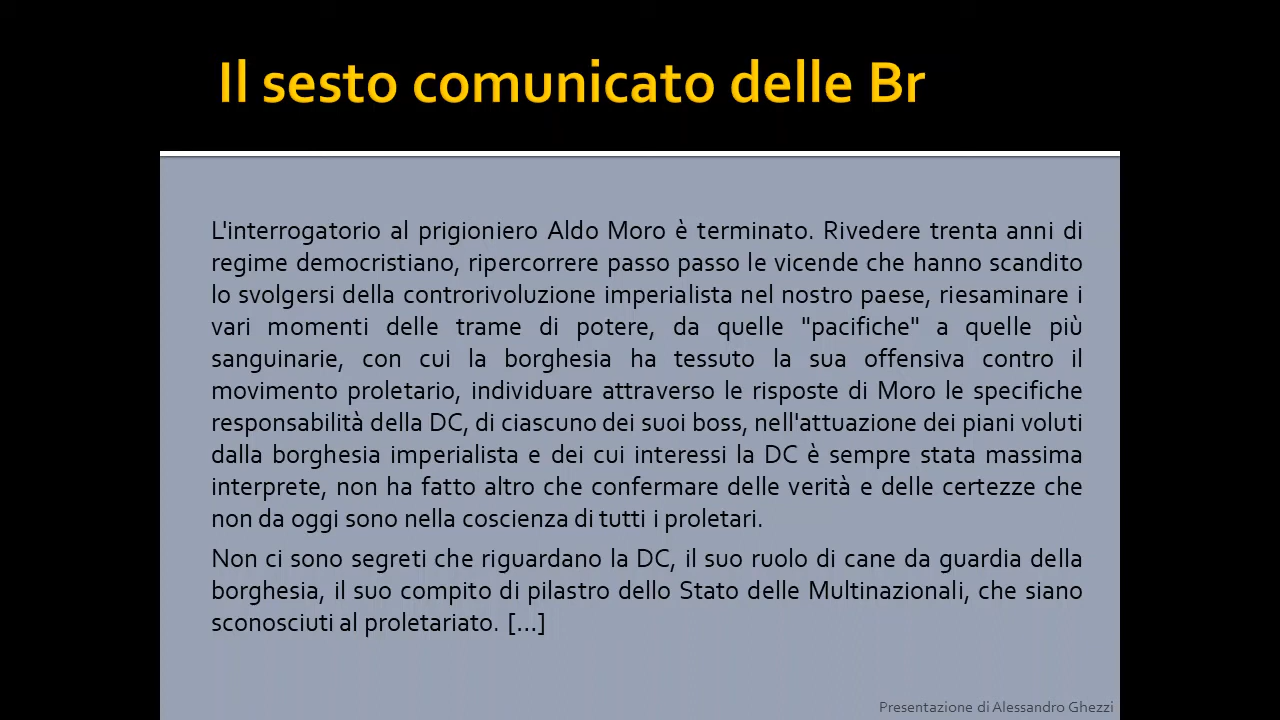 Il sesto comunicato delle Br
L'interrogatorio al prigioniero Aldo Moro è terminato. Rivedere trenta anni di
regime democristiano, ripercorrere passo passo le vicende che hanno scandito
lo svolgersi della controrivoluzione imperialista nel nostro paese, riesaminare i
vari momenti delle trame di potere, da quelle "pacifiche" a quelle più
sanguinarie, con cui la borghesia ha tessuto la sua offensiva contro il
movimento proletario, individuare attraverso le risposte di Moro le specifiche
responsabilità della DC, di ciascuno dei suoi boss, nell'attuazione dei piani voluti
dalla borghesia imperialista e dei cui interessi la DC è sempre stata massima
interprete, non ha fatto altro che confermare delle verità e delle certezze che
non da oggi sono nella coscienza di tutti i proletari.
Non ci sono segreti che riguardano la DC, il suo ruolo di cane da guardia della
borghesia, il suo compito di pilastro dello Stato delle Multinazionali, che siano
sconosciuti al proletariato. [...]
Presentazione di Alessandro Ghezzi